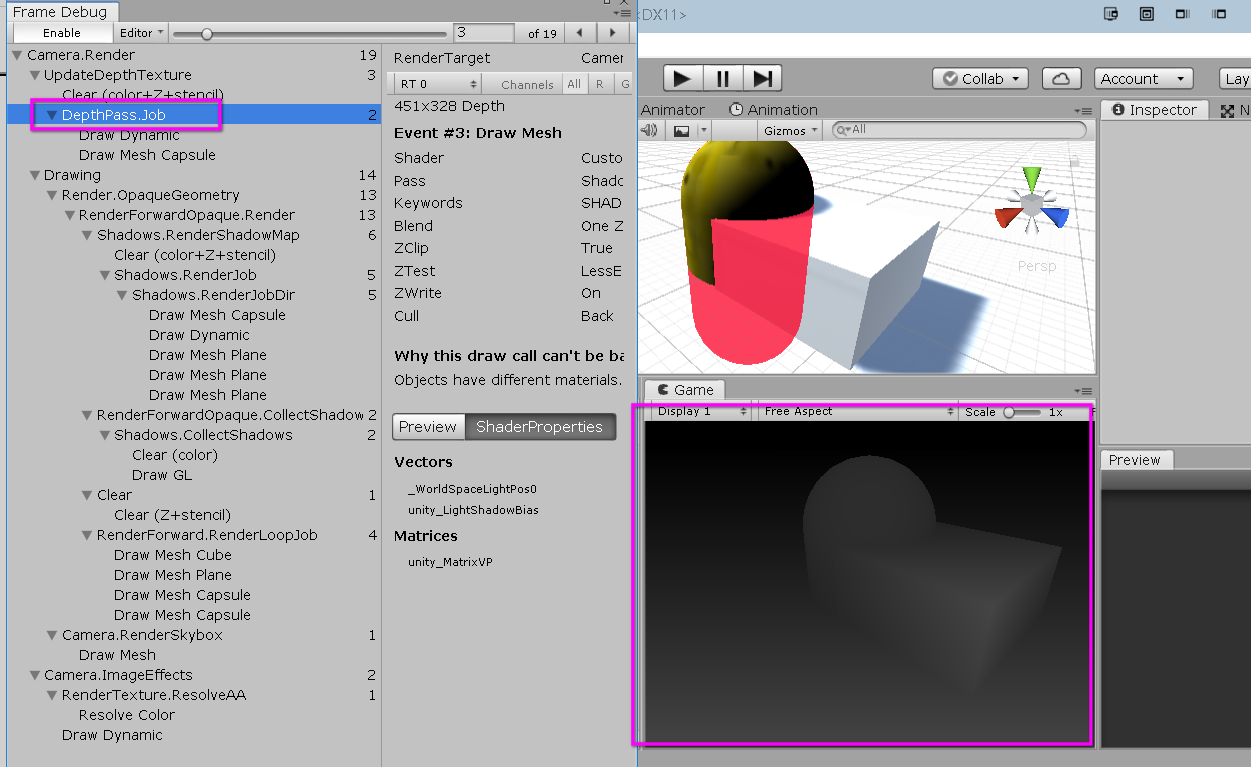 Frame Debug
Enable
Editor
3
of 19
Camera.Render 19
UpdateDepthTexture 3
Clear (color+Z+stencil)
DepthPass.Job 2
Draw Dynamic
Draw Mesh Capsule
Drawing 14
Render.OpaqueGeometry 13
RenderForwardOpaque.Render 13
Shadows.RenderShadowMap 6
Clear (color+Z+stencil)
Shadows.RenderJob 5
Shadows.RenderJobDir 5
Draw Mesh Capsule
Draw Dynamic
Draw Mesh Plane
Draw Mesh Plane
Draw Mesh Plane
RenderForwardOpaque.CollectShadow 2
Shadows.CollectShadows 2
Clear (color)
Draw GL
Clear 1
Clear (Z+stencil)
RenderForward.RenderLoopJob 4
Draw Mesh Cube
Draw Mesh Plane
Draw Mesh Capsule
Draw Mesh Capsule
Camera.RenderSkybox 1
Draw Mesh
Camera.ImageEffects 2
RenderTexture.ResolveAA 1
Resolve Color
Draw Dynamic
RenderTarget Camer
RT 0 Channels All R G
451x328 Depth
Event #3: Draw Mesh
Shader Custo
Pass Shado
Keywords SHAD
Blend One Z
ZClip True
ZTest LessE
ZWrite On
Cull Back
Why this draw call can't be ba
Objects have different materials.
Preview ShaderProperties
Vectors
_WorldSpaceLightPos0
unity_LightShadowBias
Matrices
unity_MatrixVP
<DX11>
Collab
Account
Lay
Animator
Animation
Gizmos
All
Persp
Game
Display 1
Free Aspect
Scale
1x
Inspector
N
Preview